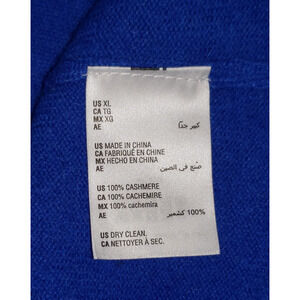 US XL
CA TG
MX XG
AE كبير جدًا
US MADE IN CHINA
CA FABRIQUÉ EN CHINE
MX HECHO EN CHINA
AE صُنع في الصين
US 100% CASHMERE
CA 100% CACHEMIRE
MX 100% cachemira
AE 100% كشمير
US DRY CLEAN.
CA NETTOYER À SEC.